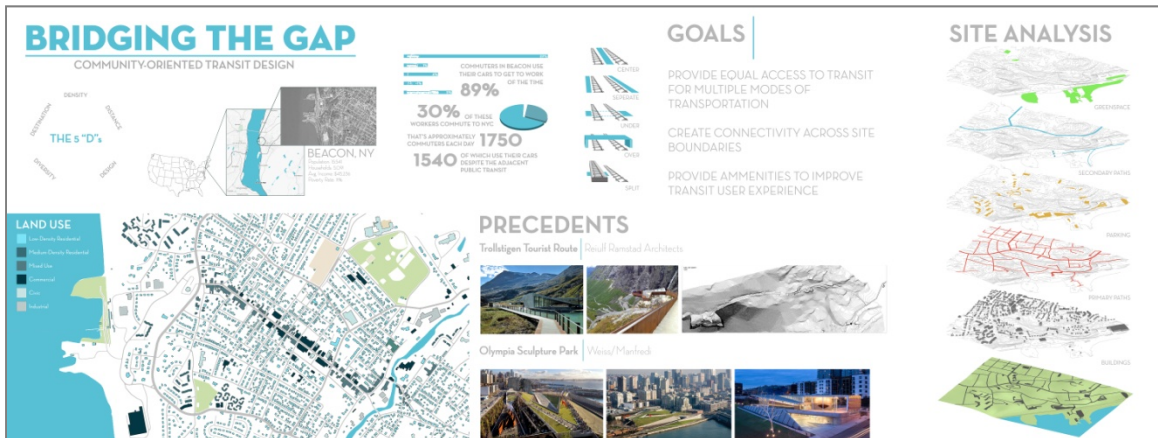 BRIDGING THE GAP
COMMUNITY-ORIENTED TRANSIT DESIGN
DENSITY
DISTANCE
DESIGN
DIVERSITY
DESTINATION
THE 5 "D"s
BEACON, NY
COMMUTERS IN BEACON USE
THEIR CARS TO GET TO WORK
89% OF THE TIME
30% OF THESE
WORKERS COMMUTE TO NYC
THAT'S APPROXIMATELY 1750
COMMUTERS EACH DAY
1540 OF WHICH USE THEIR CARS
DESPITE THE ADJACENT
PUBLIC TRANSIT
CENTER
SEPERATE
UNDER
OVER
SPLIT
GOALS
PROVIDE EQUAL ACCESS TO TRANSIT
FOR MULTIPLE MODES OF
TRANSPORTATION
CREATE CONNECTIVITY ACROSS SITE
BOUNDARIES
PROVIDE AMMENITIES TO IMPROVE
TRANSIT USER EXPERIENCE
SITE ANALYSIS
GREENSPACE
SECONDARY PATHS
PARKING
PRIMARY PATHS
BUILDINGS
LAND USE
Low Density Residential
Medium Density Residential
Mixed Use
Commercial
Civic
Industrial
PRECEDENTS
Trollstigen Tourist Route | Reiulf Ramstad Architects
Olympia Sculpture Park | Weiss/Manfredi